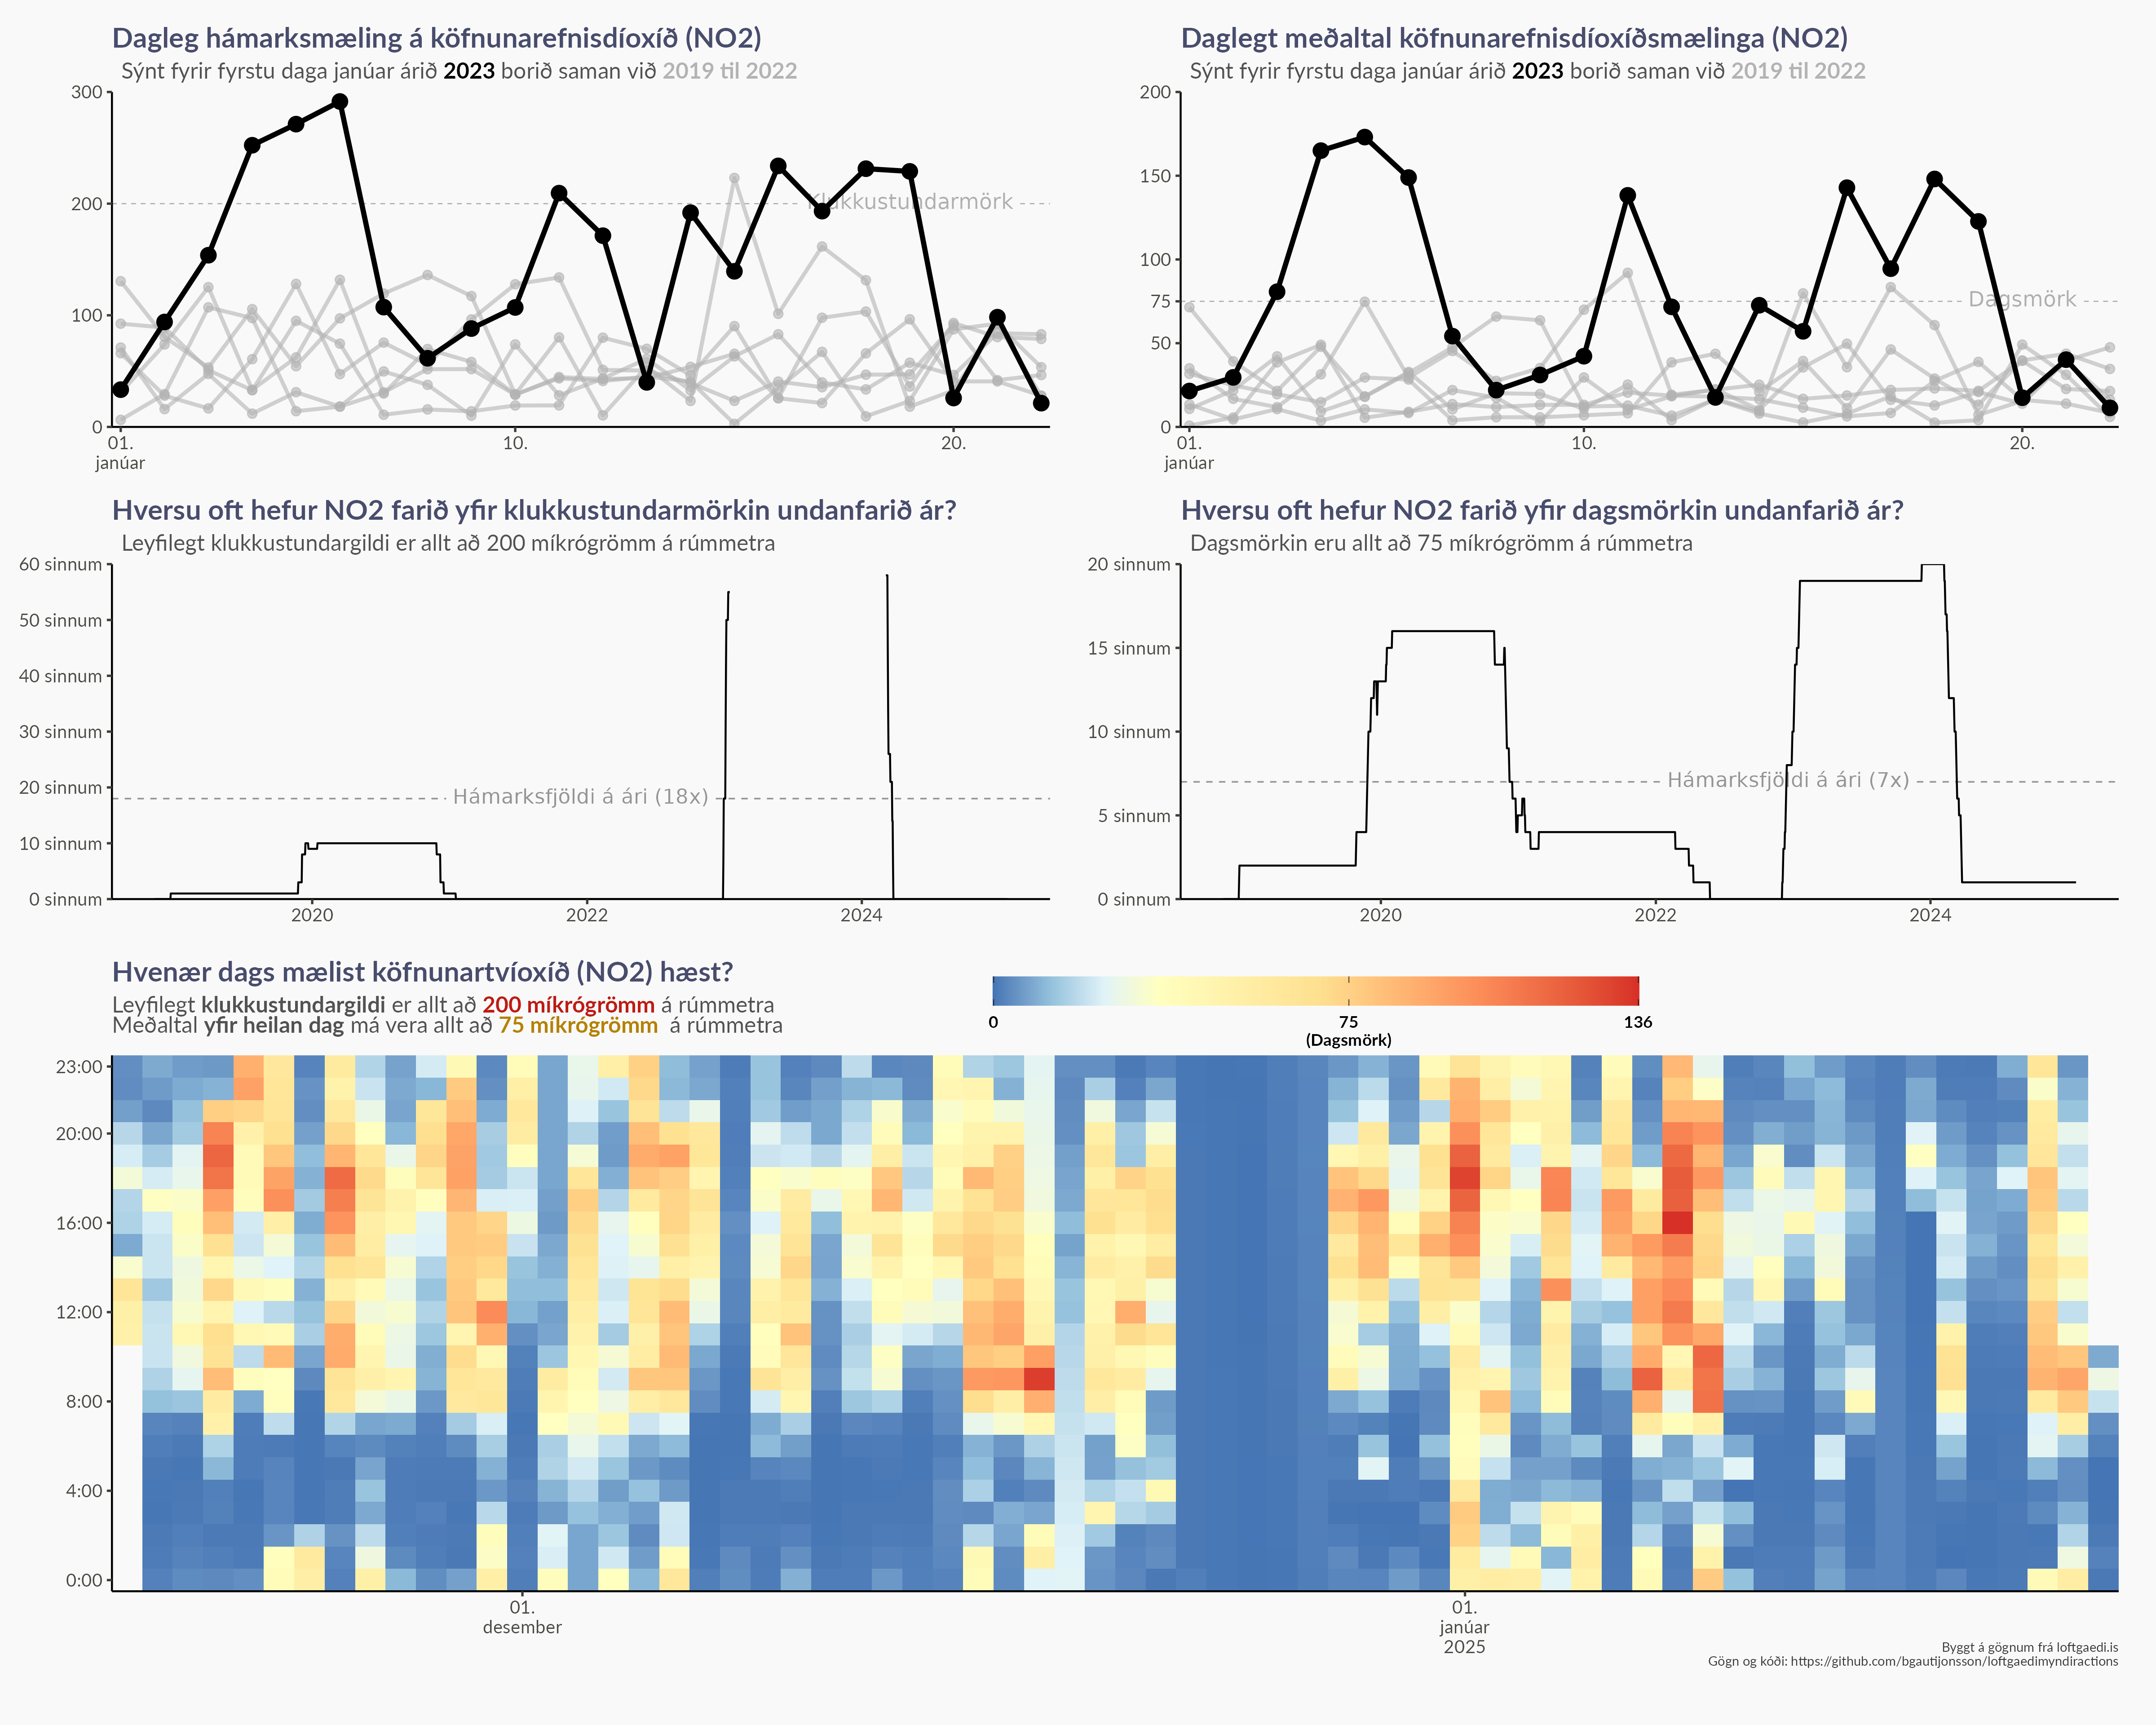 Dagleg hámarksmæling á köfnunarefnisdíoxíð (NO2)
Sýnt fyrir fyrstu daga janúar árið 2023 borið saman við 2019 til 2022
300
200
100
0
Klukkustundarmörk
01.
janúar
10.
20.
Daglegt meðaltal köfnunarefnisdíoxíðsmælinga (NO2)
Sýnt fyrir fyrstu daga janúar árið 2023 borið saman við 2019 til 2022
200
150
100
75
50
0
Dagsmörk
01.
janúar
10.
20.
Hversu oft hefur NO2 farið yfir klukkustundarmörkin undanfarið ár?
Leyfilegt klukkustundargildi er allt að 200 míkrógrömm á rúmmetra
60 sinnum
50 sinnum
40 sinnum
30 sinnum
20 sinnum
10 sinnum
0 sinnum
Hámarksfjöldi á ári (18x)
2020
2022
2024
Hversu oft hefur NO2 farið yfir dagsmörkin undanfarið ár?
Dagsmörkin eru allt að 75 míkrógrömm á rúmmetra
20 sinnum
15 sinnum
10 sinnum
5 sinnum
0 sinnum
Hámarksfjöldi á ári (7x)
2020
2022
2024
Hvenær dags mælist köfnunartvíoxíð (NO2) hæst?
Leyfilegt klukkustundargildi er allt að 200 míkrógrömm á rúmmetra
Meðaltal yfir heilan dag má vera allt að 75 míkrógrömm á rúmmetra
0
75
(Dagsmörk)
136
23:00
20:00
16:00
12:00
8:00
4:00
0:00
01.
desember
01.
janúar
2025
Byggt á gögnum frá loftgaedi.is
Gögn og kóði: https://github.com/bgautijonsson/loftgaedimyndiractions